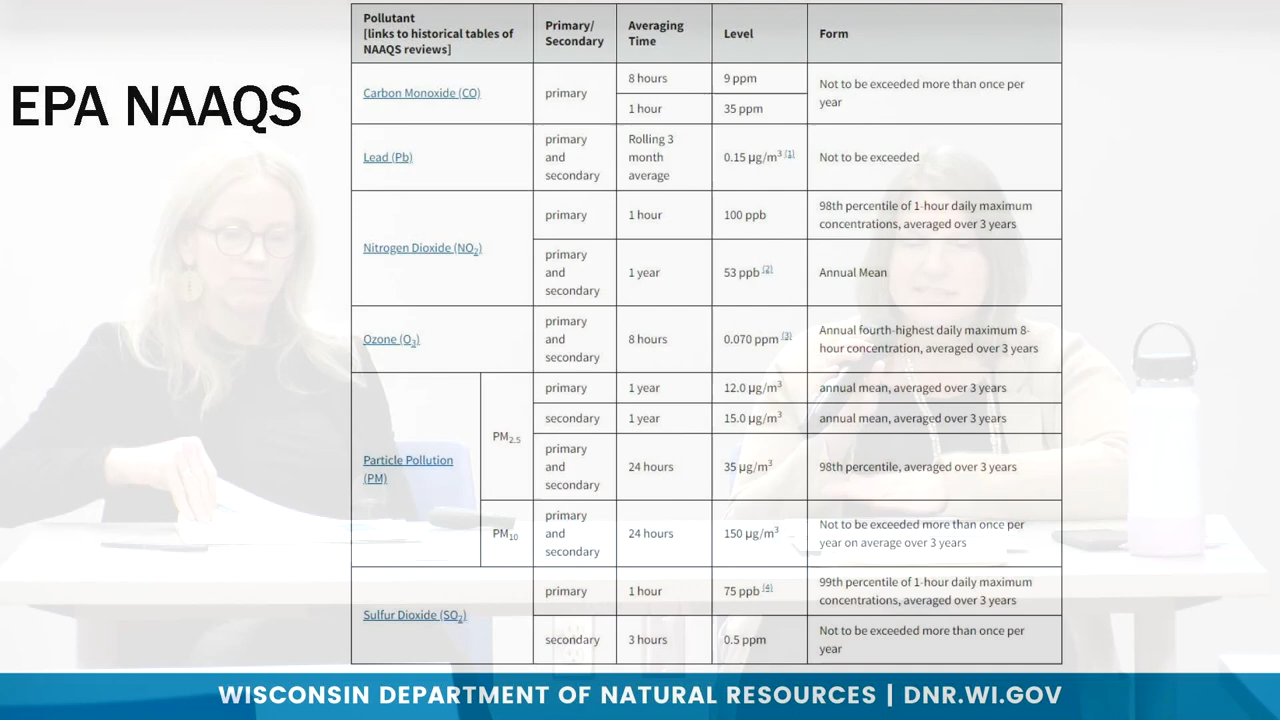 EPA NAAQS
Pollutant
[links to historical tables of
NAAQS reviews]
Primary/
Secondary
Averaging
Time
Level
Form
Carbon Monoxide (CO)
primary
8 hours
9 ppm
Not to be exceeded more than once per
year
1 hour
35 ppm
Lead (Pb)
primary
and
secondary
Rolling 3
month
average
0.15 μg/m³ (1)
Not to be exceeded
Nitrogen Dioxide (NO₂)
primary
1 hour
100 ppb
98th percentile of 1-hour daily maximum
concentrations, averaged over 3 years
primary
and
secondary
1 year
53 ppb (2)
Annual Mean
Ozone (O₃)
primary
and
secondary
8 hours
0.070 ppm (3)
Annual fourth-highest daily maximum 8-
hour concentration, averaged over 3 years
Particle Pollution
(PM)
PM₂.₅
primary
1 year
12.0 μg/m³
annual mean, averaged over 3 years
secondary
1 year
15.0 μg/m³
annual mean, averaged over 3 years
primary
and
secondary
24 hours
35 μg/m³
98th percentile, averaged over 3 years
PM₁₀
primary
and
secondary
24 hours
150 μg/m³
Not to be exceeded more than once per
year on average over 3 years
Sulfur Dioxide (SO₂)
primary
1 hour
75 ppb (4)
99th percentile of 1-hour daily maximum
concentrations, averaged over 3 years
secondary
3 hours
0.5 ppm
Not to be exceeded more than once per
year
WISCONSIN DEPARTMENT OF NATURAL RESOURCES | DNR.WI.GOV